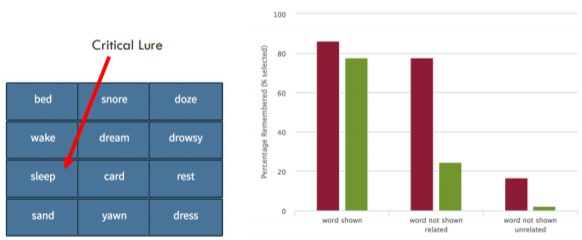 Critical Lure
bed snore doze
wake dream drowsy
sleep card rest
sand yawn dress
Percentage Remembered (% selected)
100
80
60
40
20
0
word shown
word not shown
related
word not shown
unrelated